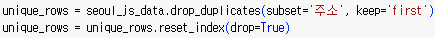 unique_rows = seoul_js_data.drop_duplicates(subset='주소', keep='first')
unique_rows = unique_rows.reset_index(drop=True)